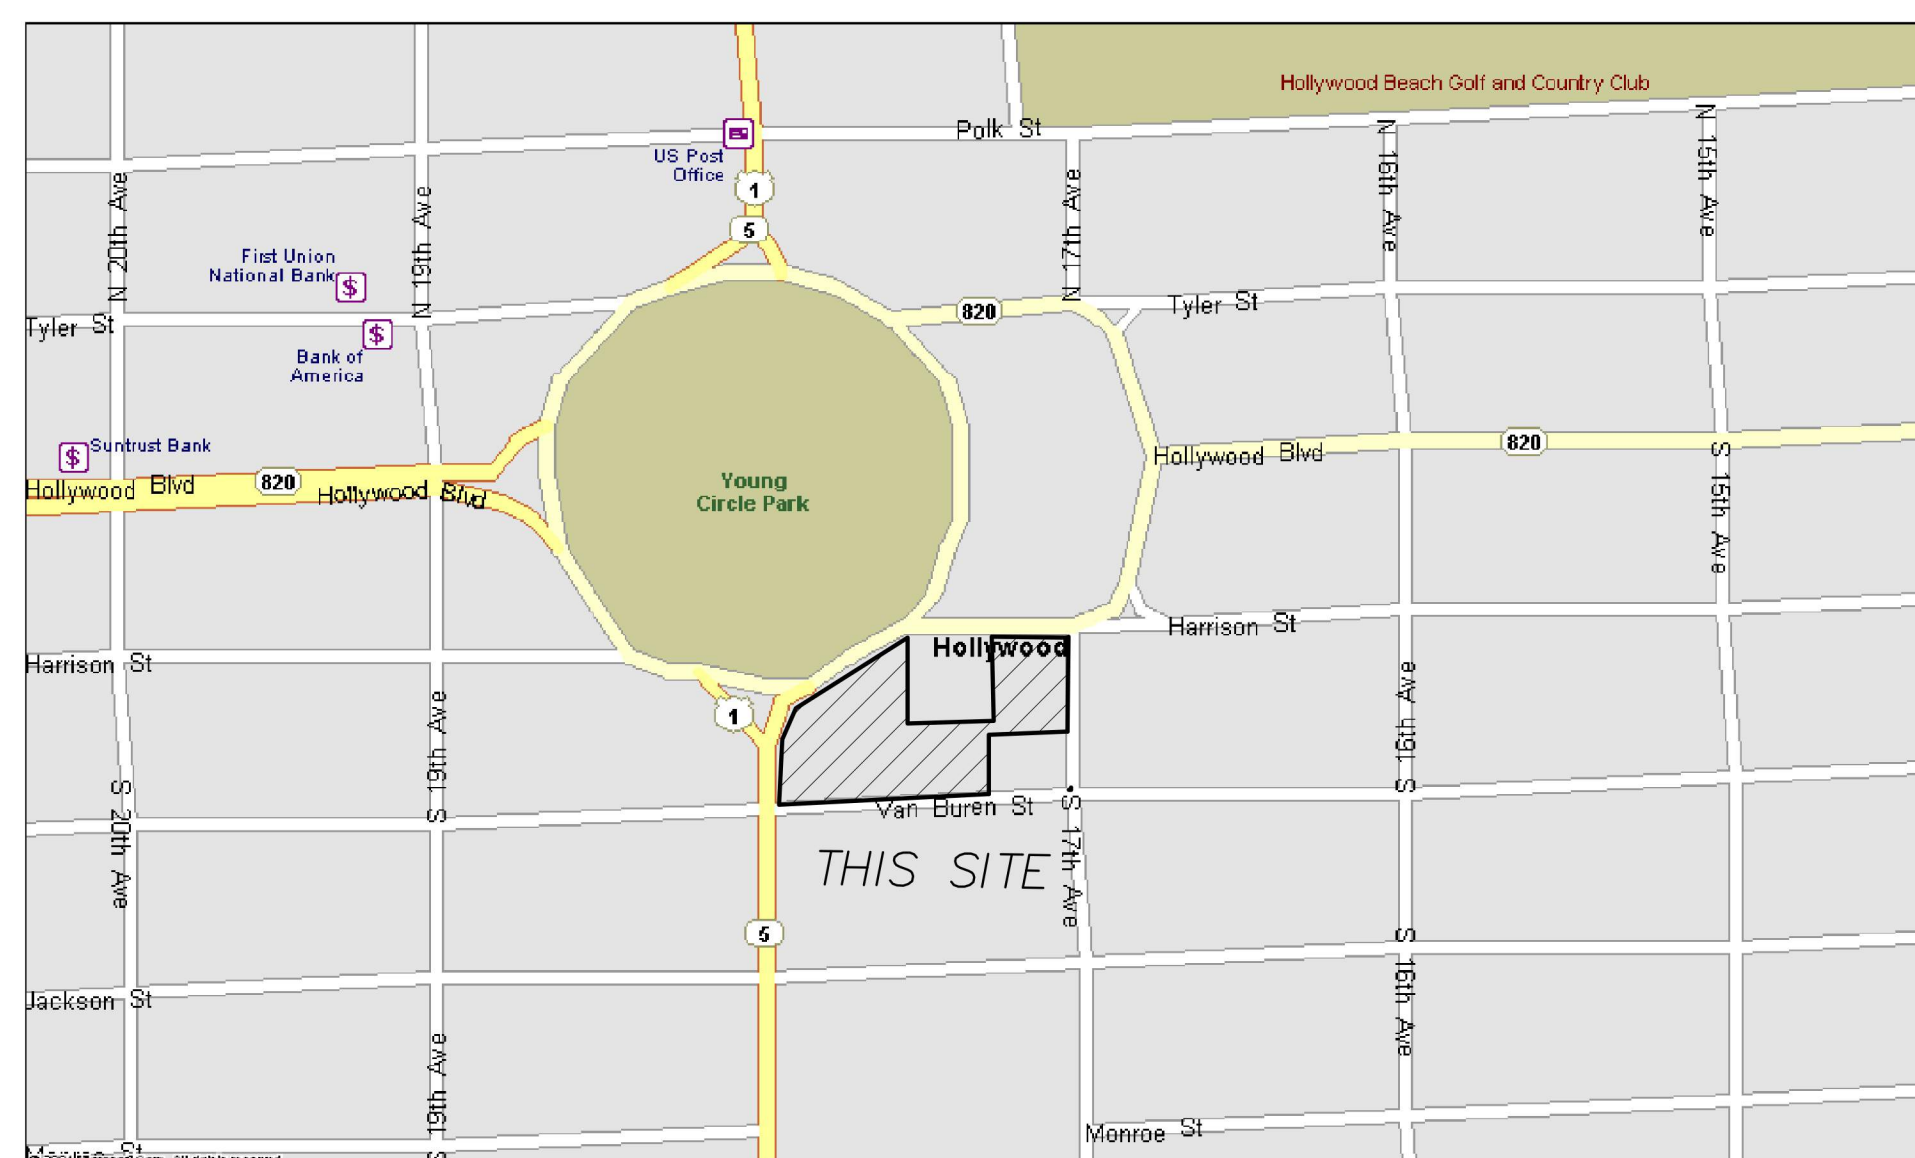 Hollywood Beach Golf and Country Club
Polk St
US Post
Office
1
5
N 20th Ave
N 19th Ave
N 17th Ave
N 16th Ave
N 15th Ave
First Union
National Bank
$
$
Bank of
America
Tyler St
820
Tyler St
Suntrust Bank
$
Hollywood Blvd
820
Hollywood Blvd
Young
Circle Park
Hollywood Blvd
820
S 15th Ave
Harrison St
Hollywood
Harrison St
1
S 19th Ave
S 16th Ave
S 20th Ave
Van Buren St
THIS SITE
S 17th Ave
5
S 16th Ave
Jackson St
19th Ave
S
Monroe St
St